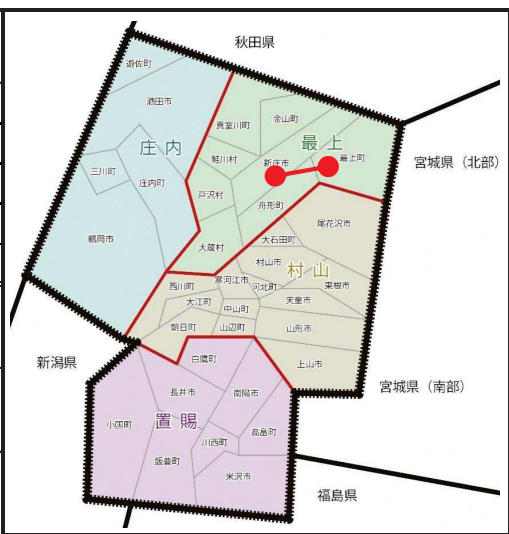 秋田県
遊佐町
酒田市
金山町
真室川町
最上
庄内
鮭川村
新庄市
最上町
宮城県（北部）
三川町
庄内町
戸沢村
舟形町
鶴岡市
大蔵村
大石田町
尾花沢市
村山市
村山
西川町
寒河江市
河北町
東根市
大江町
中山町
天童市
朝日町
山辺町
山形市
新潟県
白鷹町
上山市
宮城県（南部）
長井市
南陽市
小国町
置賜
高畠町
川西町
飯豊町
米沢市
福島県